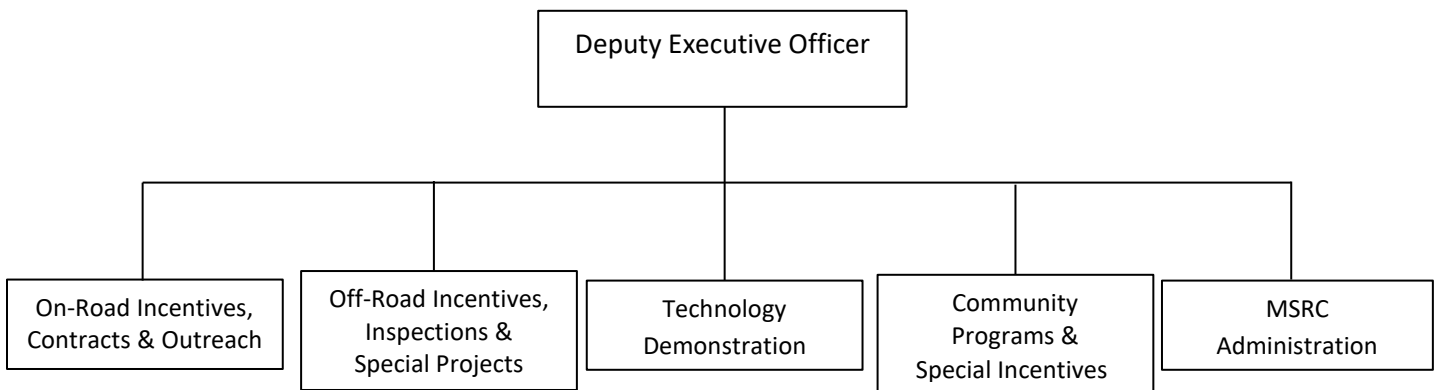 Deputy Executive Officer
On-Road Incentives,
Contracts & Outreach
Off-Road Incentives,
Inspections &
Special Projects
Technology
Demonstration
Community
Programs &
Special Incentives
MSRC
Administration